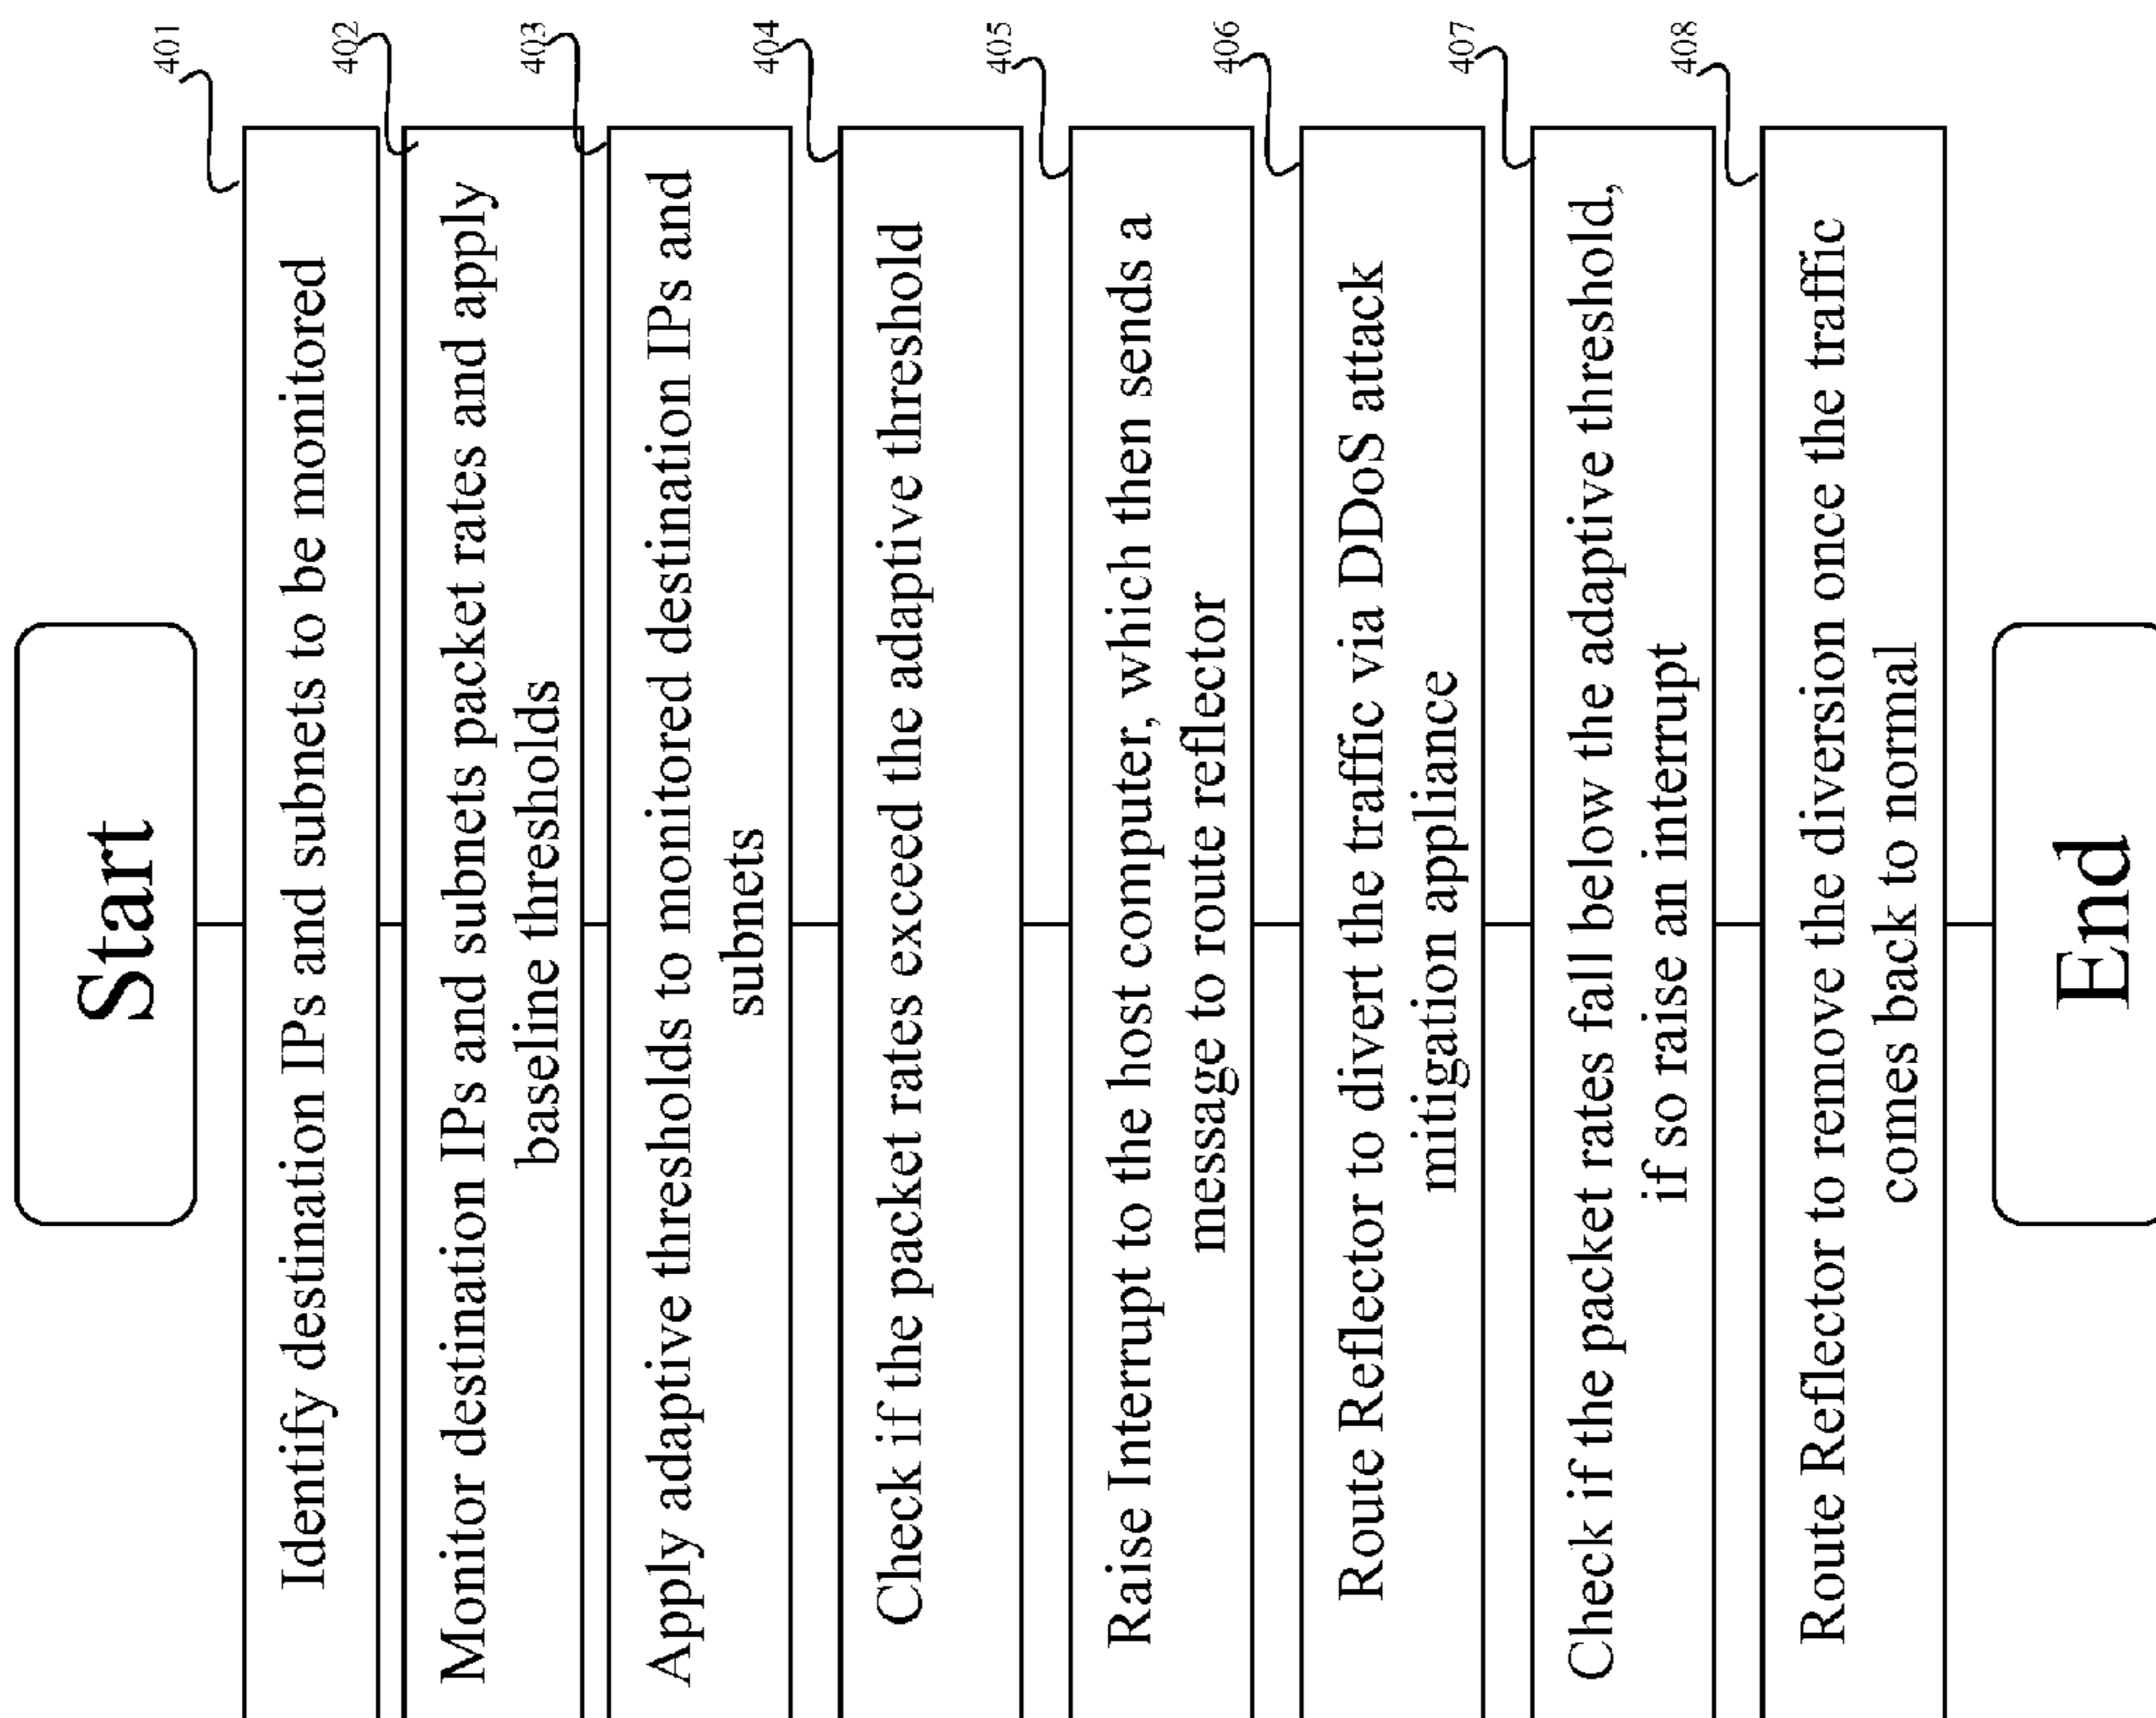 Start
401
Identify destination IPs and subnets to be monitored
402
Monitor destination IPs and subnets packet rates and apply
baseline thresholds
403
Apply adaptive thresholds to monitored destination IPs and
subnets
404
Check if the packet rates exceed the adaptive threshold
405
Raise Interrupt to the host computer, which then sends a
message to route reflector
406
Route Reflector to divert the traffic via DDoS attack
mitigation appliance
407
Check if the packet rates fall below the adaptive threshold,
if so raise an interrupt
408
Route Reflector to remove the diversion once the traffic
comes back to normal
End